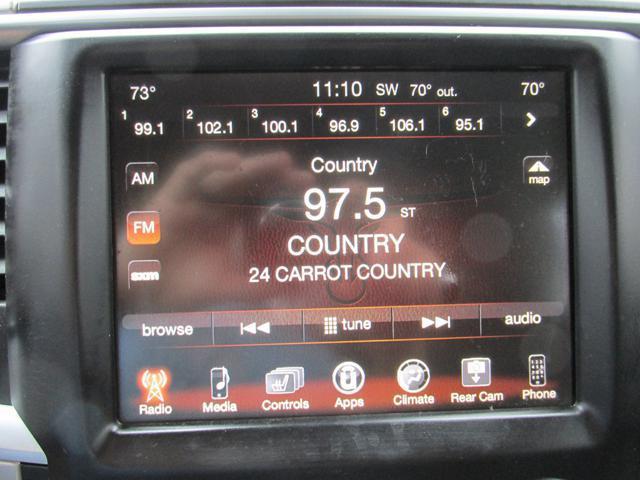 73° 11:10 SW 70° out. 70°
1 99.1 2 102.1 3 100.1 4 96.9 5 106.1 6 95.1
Country
AM
map
97.5 ST
FM
COUNTRY
24 CARROT COUNTRY
sxm
browse tune audio
Radio Media Controls Apps Climate Rear Cam Phone